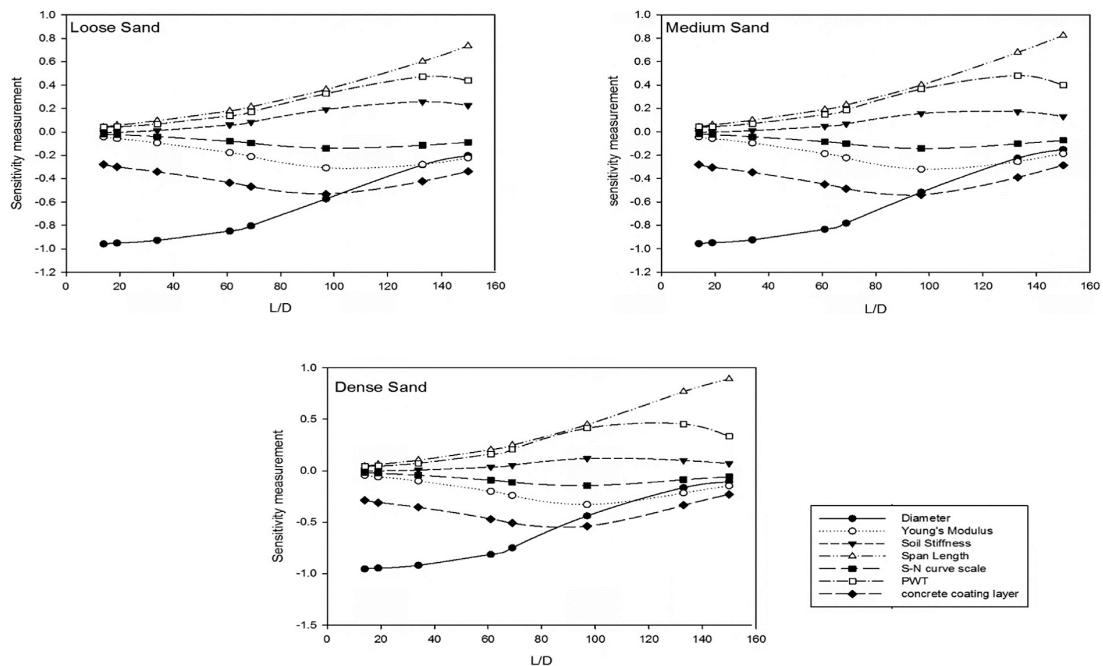 Loose Sand
Sensitivity measurement
1.0
0.8
0.6
0.4
0.2
0.0
-0.2
-0.4
-0.6
-0.8
-1.0
-1.2
0 20 40 60 80 100 120 140 160
L/D
Medium Sand
sensitivity measurement
1.0
0.8
0.6
0.4
0.2
0.0
-0.2
-0.4
-0.6
-0.8
-1.0
-1.2
0 20 40 60 80 100 120 140 160
L/D
Dense Sand
Sensitivity measurement
1.0
0.5
0.0
-0.5
-1.0
-1.5
0 20 40 60 80 100 120 140 160
L/D
Diameter
Young's Modulus
Soil Stiffness
Span Length
S-N curve scale
PWT
concrete coating layer